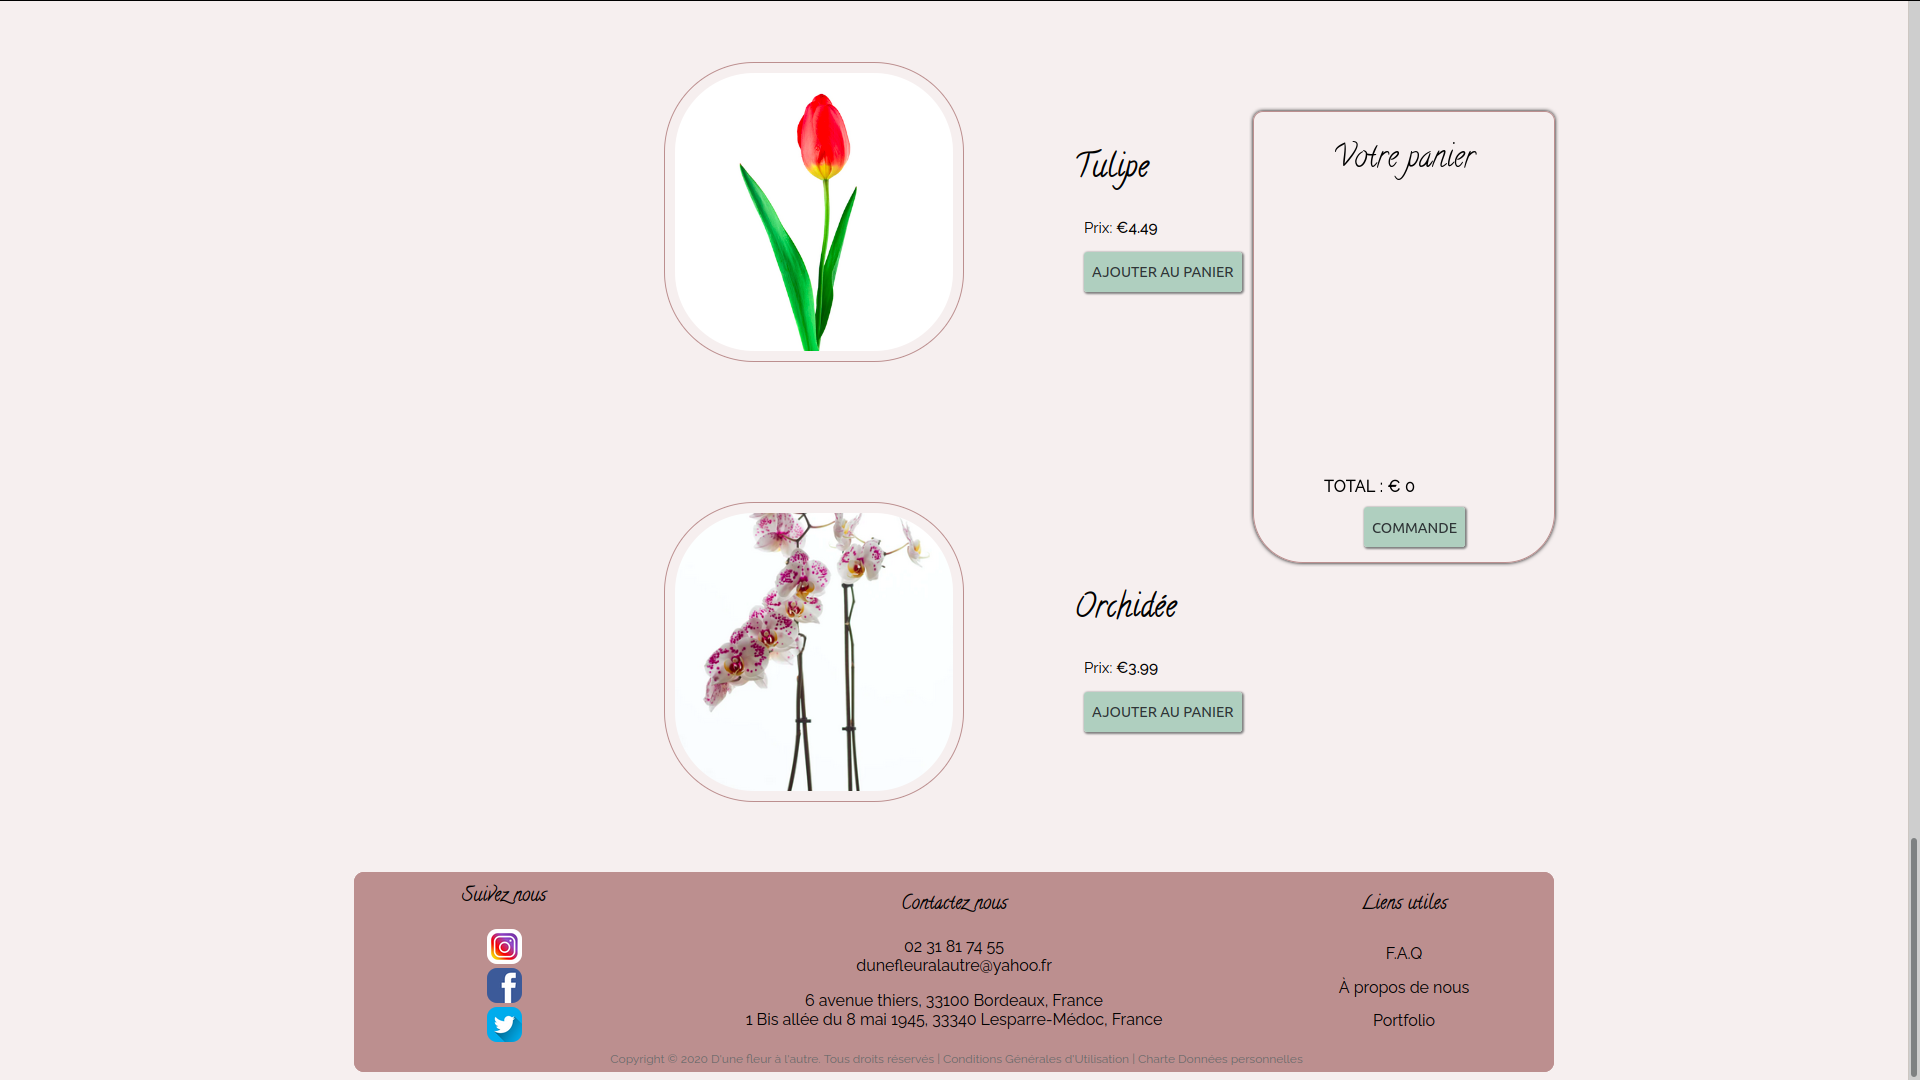 Tulipe
Prix: €4.49
AJOUTER AU PANIER
Votre panier
TOTAL : € 0
COMMANDE
Orchidée
Prix: €3.99
AJOUTER AU PANIER
Suivez nous
Contactez nous
02 31 81 74 55
dunefleuralautre@yahoo.fr
6 avenue thiers, 33100 Bordeaux, France
1 Bis allée du 8 mai 1945, 33340 Lesparre-Médoc, France
Liens utiles
F.A.Q
À propos de nous
Portfolio
Copyright © 2020 D'une fleur à l'autre. Tous droits réservés | Conditions Générales d'Utilisation | Charte Données personnelles